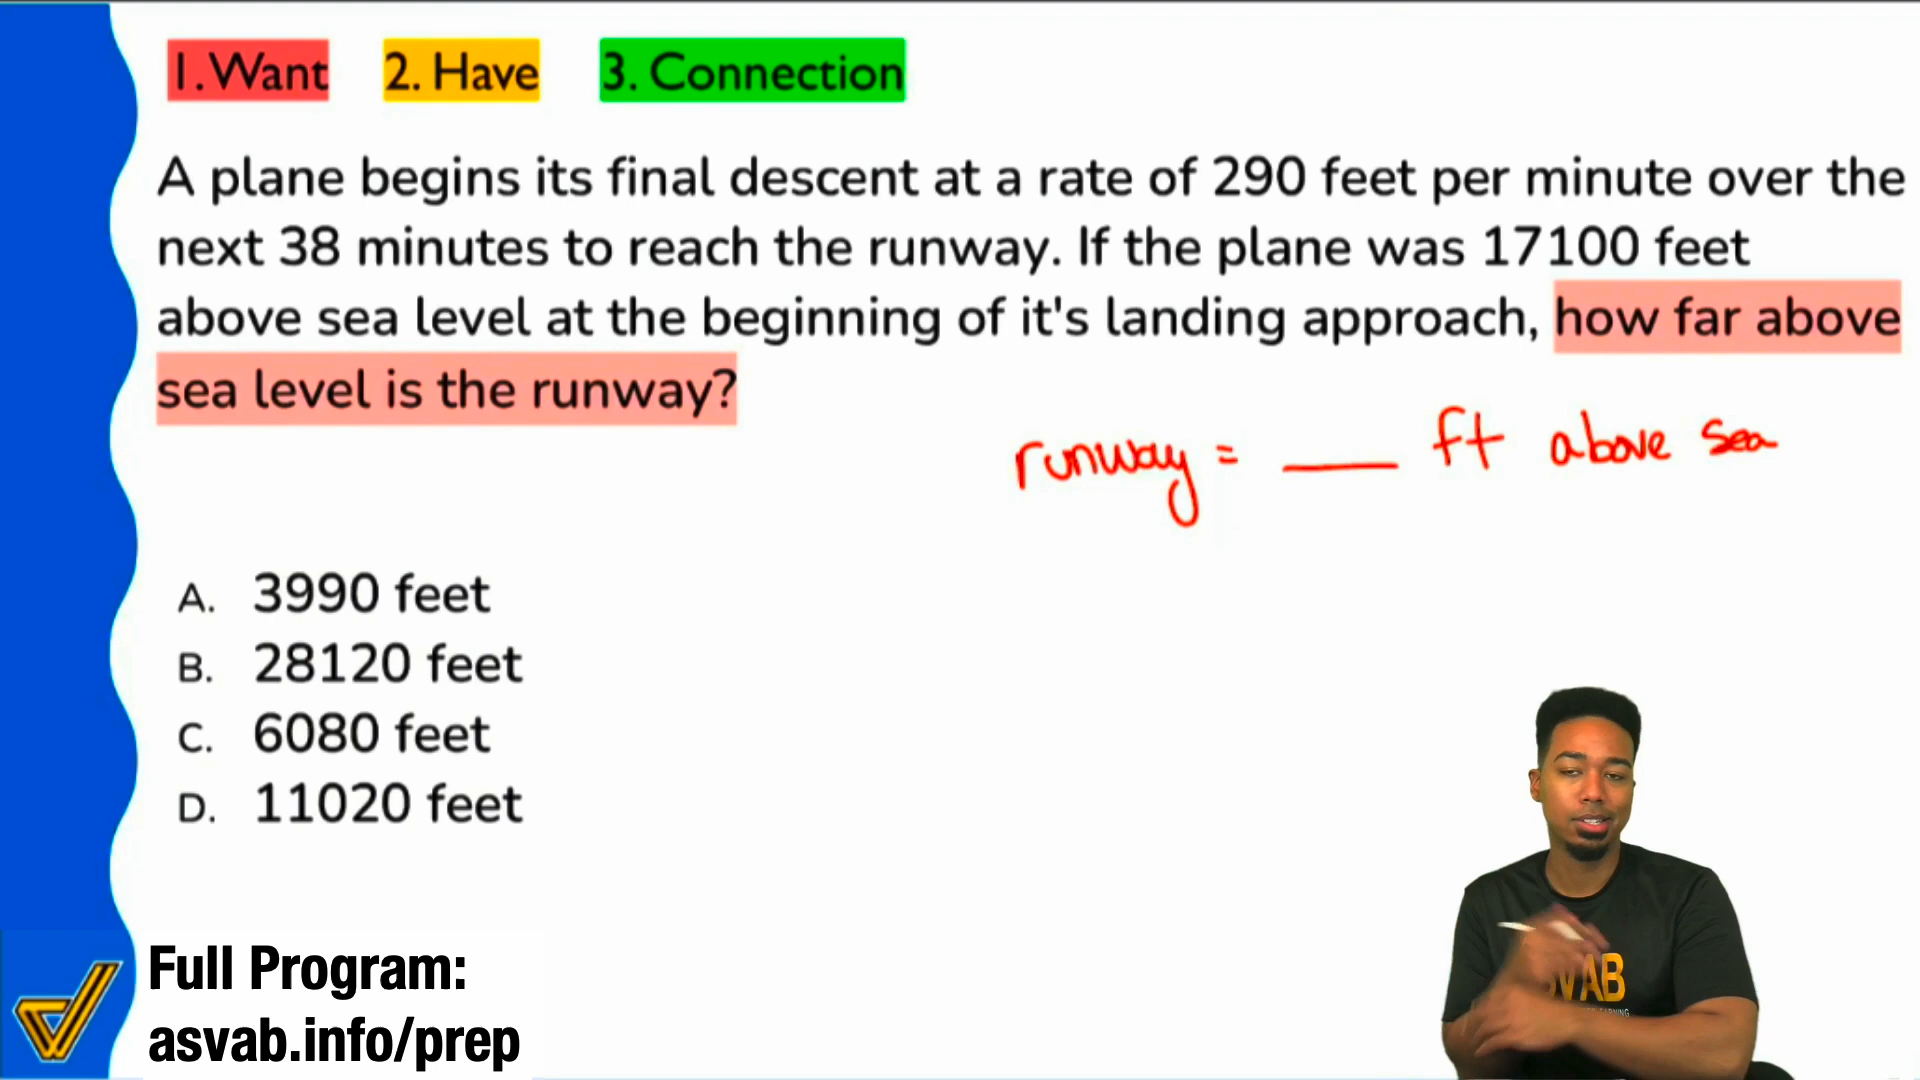 1. Want 2. Have 3. Connection
A plane begins its final descent at a rate of 290 feet per minute over the
next 38 minutes to reach the runway. If the plane was 17100 feet
above sea level at the beginning of it's landing approach, how far above
sea level is the runway?
runway = ___ ft above sea
A. 3990 feet
B. 28120 feet
C. 6080 feet
D. 11020 feet
VAB
Full Program:
asvab.info/prep